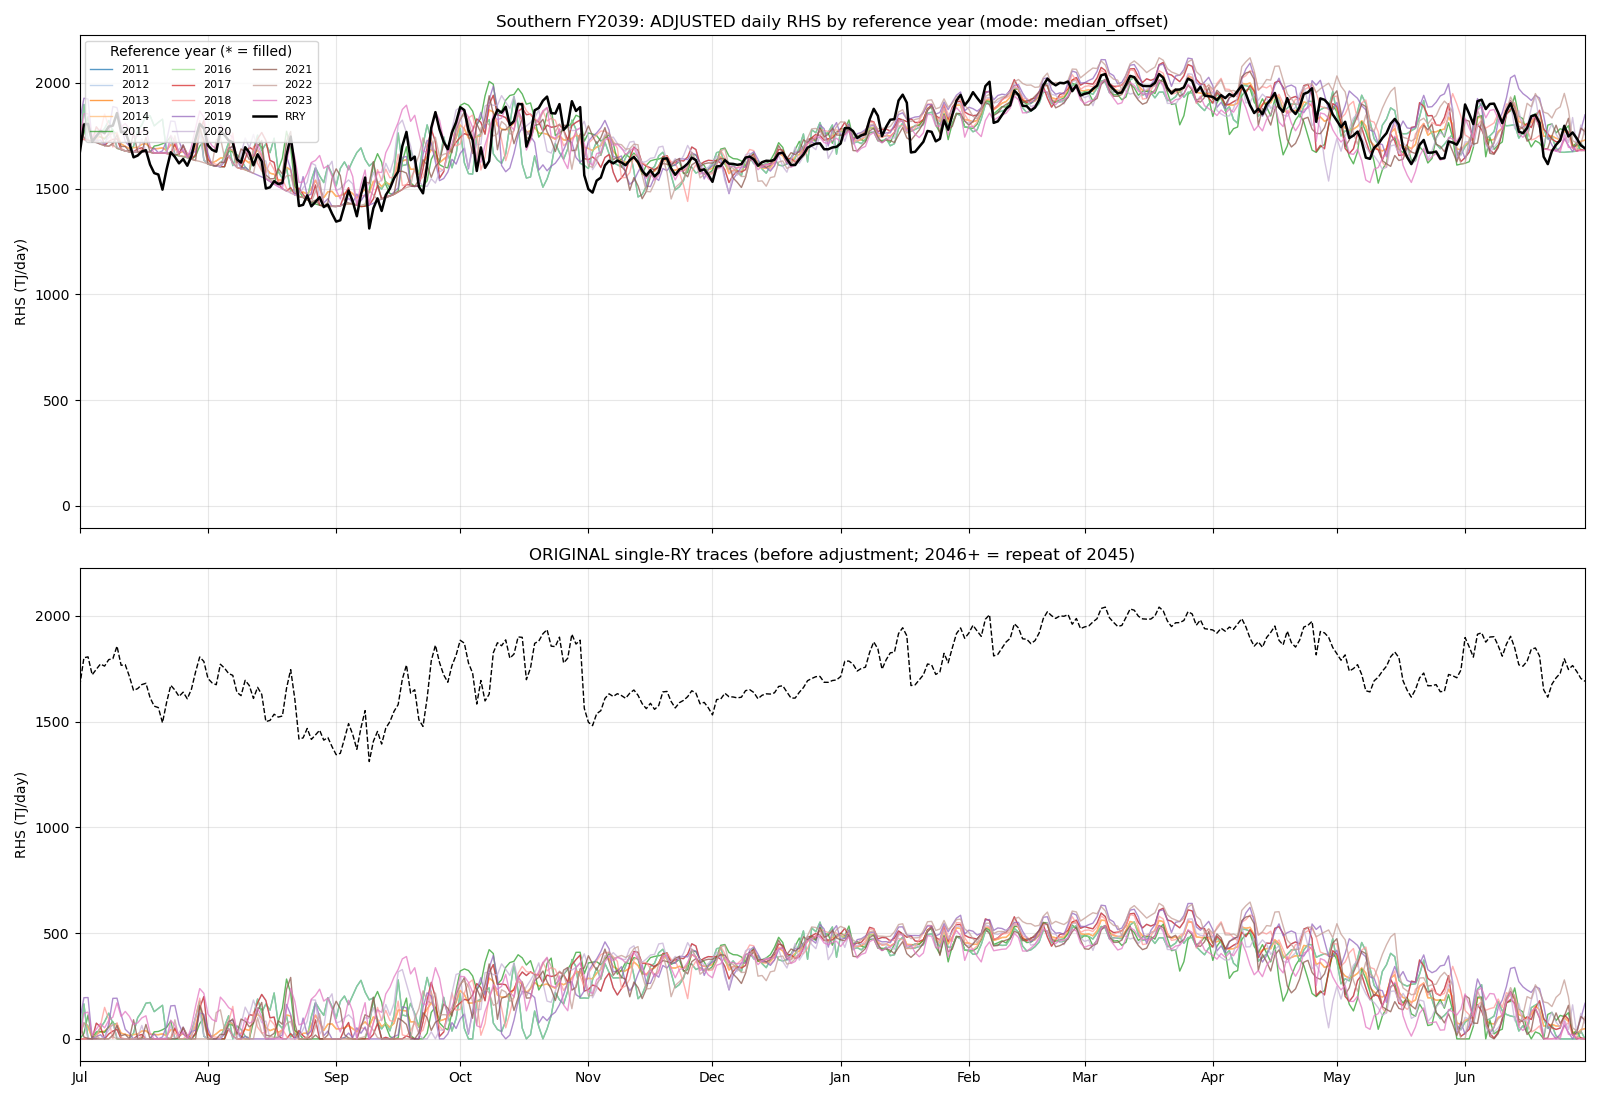 Southern FY2039: ADJUSTED daily RHS by reference year (mode: median_offset)
RHS (TJ/day)
2000
1500
1000
500
0
Reference year (* = filled)
2011 2016 2021
2012 2017 2022
2013 2018 2023
2014 2019 RRY
2015 2020
ORIGINAL single-RY traces (before adjustment; 2046+ = repeat of 2045)
RHS (TJ/day)
2000
1500
1000
500
0
Jul Aug Sep Oct Nov Dec Jan Feb Mar Apr May Jun